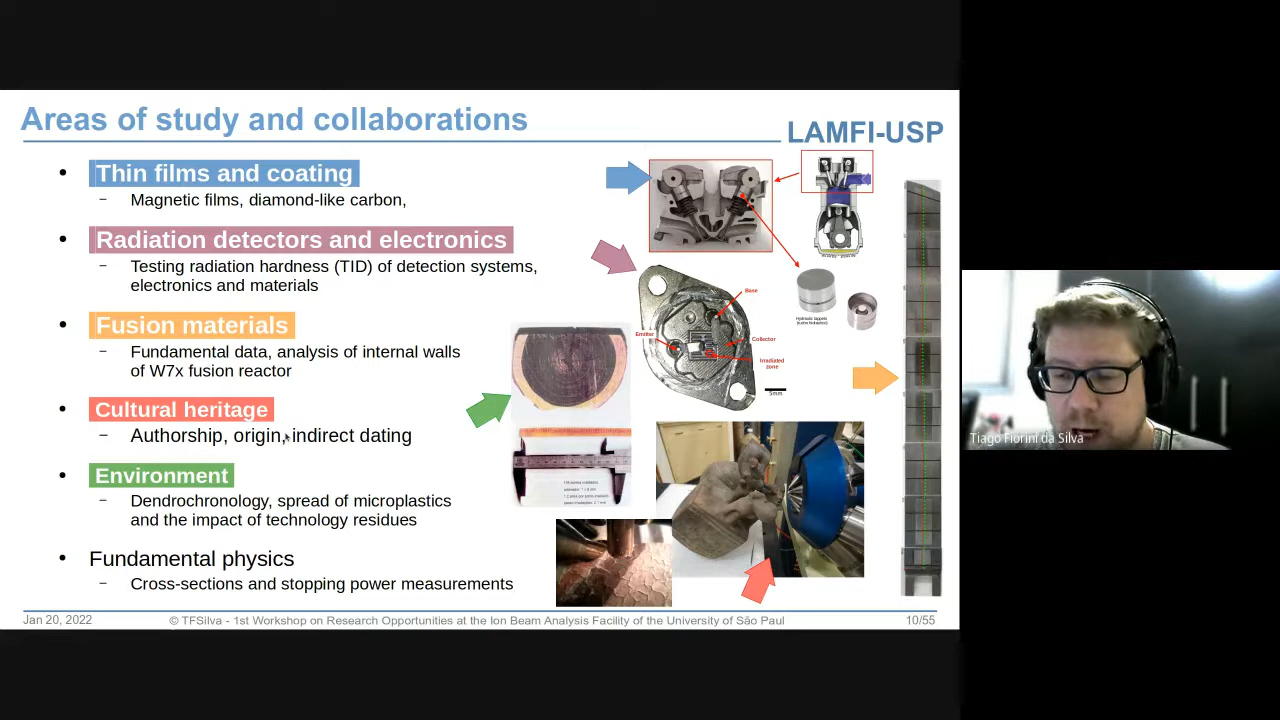 Areas of study and collaborations
LAMFI-USP
• Thin films and coating
– Magnetic films, diamond-like carbon,
• Radiation detectors and electronics
– Testing radiation hardness (TID) of detection systems,
electronics and materials
• Fusion materials
– Fundamental data, analysis of internal walls
of W7x fusion reactor
• Cultural heritage
– Authorship, origin, indirect dating
• Environment
– Dendrochronology, spread of microplastics
and the impact of technology residues
• Fundamental physics
– Cross-sections and stopping power measurements
Base
Emitter
Collector
Irradiated
zone
5mm
Hydraulic tappets
Jan 20, 2022
© TFSilva - 1st Workshop on Research Opportunities at the Ion Beam Analysis Facility of the University of São Paul
10/55
Tiago Fiorini da Silva